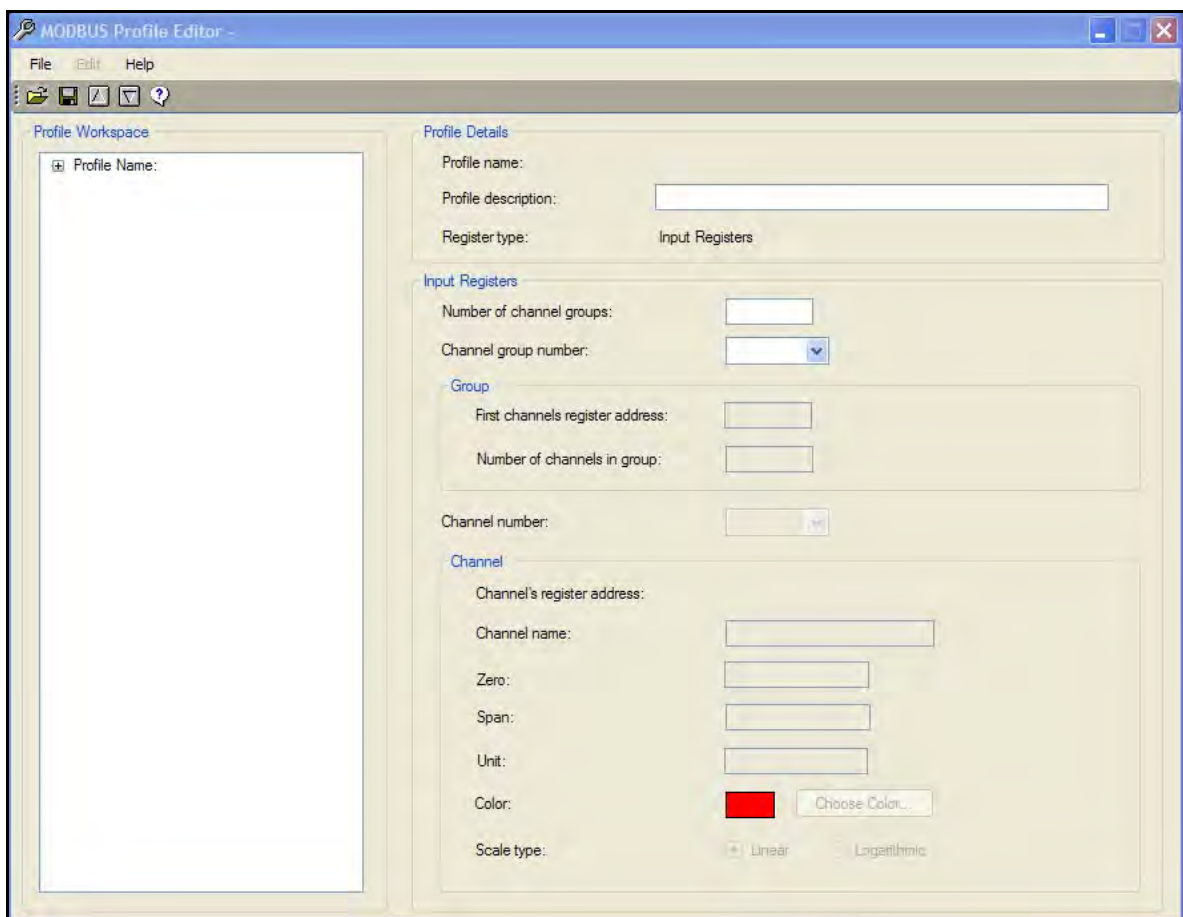 MODBUS Profile Editor -
File Edit Help
Profile Workspace
Profile Name:
Profile Details
Profile name:
Profile description:
Register type: Input Registers
Input Registers
Number of channel groups:
Channel group number:
Group
First channels register address:
Number of channels in group:
Channel number:
Channel
Channel's register address:
Channel name:
Zero:
Span:
Unit:
Color: Choose Color...
Scale type: Linear Logarithmic